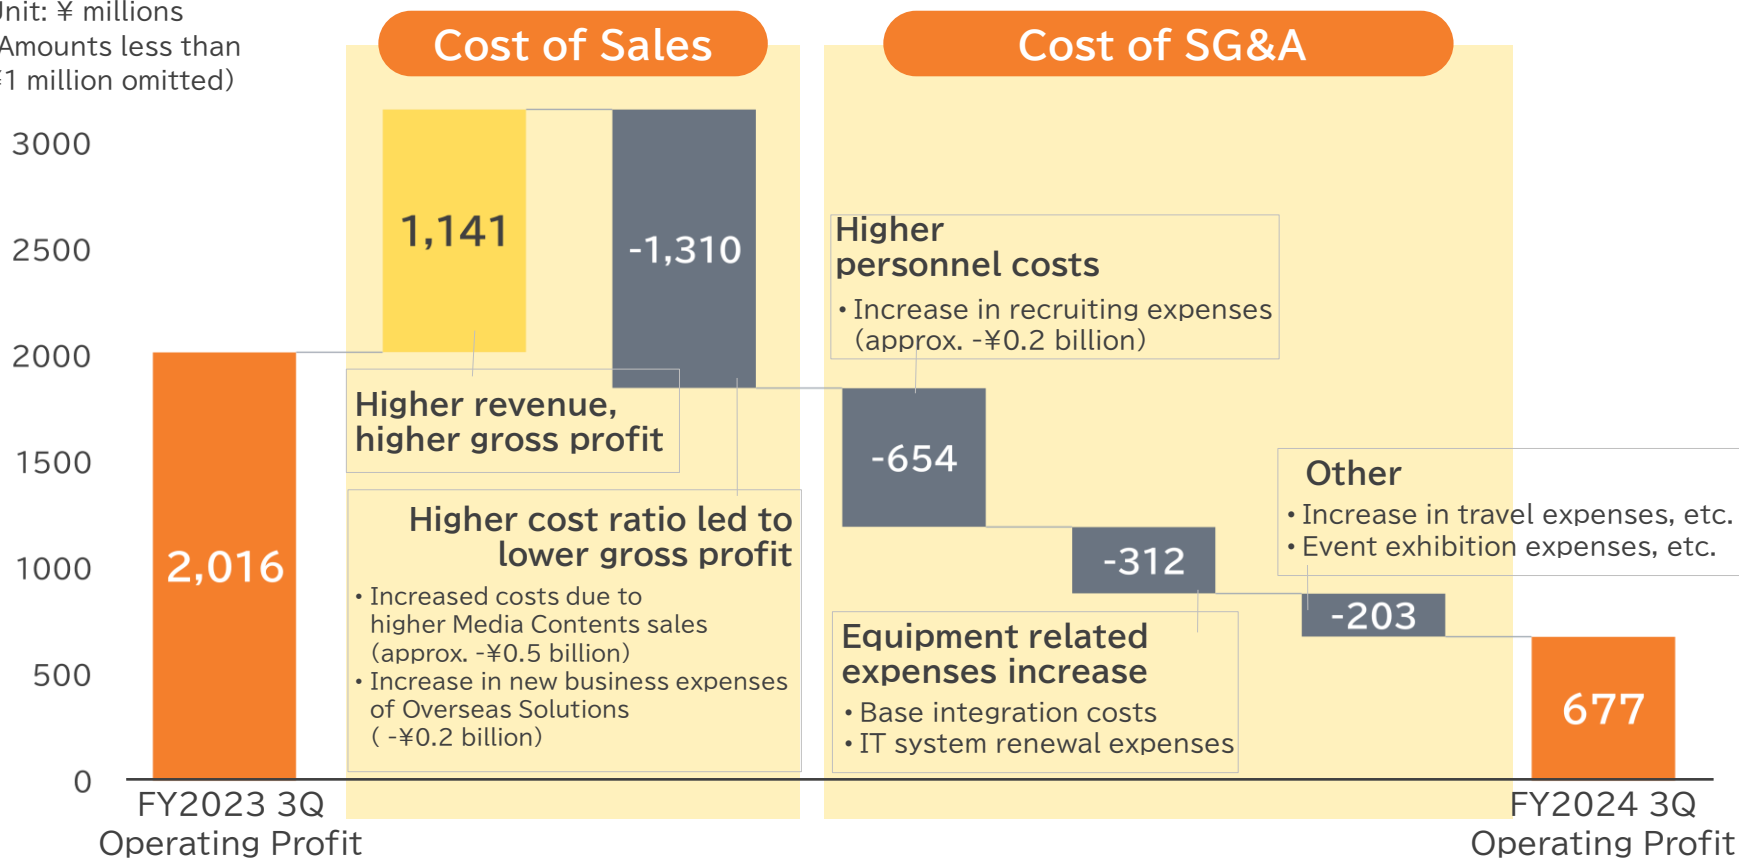 Unit: ¥ millions
(Amounts less than
¥1 million omitted)
Cost of Sales
Cost of SG&A
3000
2500
2000
1500
1000
500
0
2,016
1,141
-1,310
Higher revenue,
higher gross profit
Higher cost ratio led to
lower gross profit
• Increased costs due to
higher Media Contents sales
(approx. -¥0.5 billion)
• Increase in new business expenses
of Overseas Solutions
( -¥0.2 billion)
Higher
personnel costs
• Increase in recruiting expenses
(approx. -¥0.2 billion)
-654
-312
Equipment related
expenses increase
• Base integration costs
• IT system renewal expenses
Other
• Increase in travel expenses, etc.
• Event exhibition expenses, etc.
-203
677
FY2023 3Q
Operating Profit
FY2024 3Q
Operating Profit